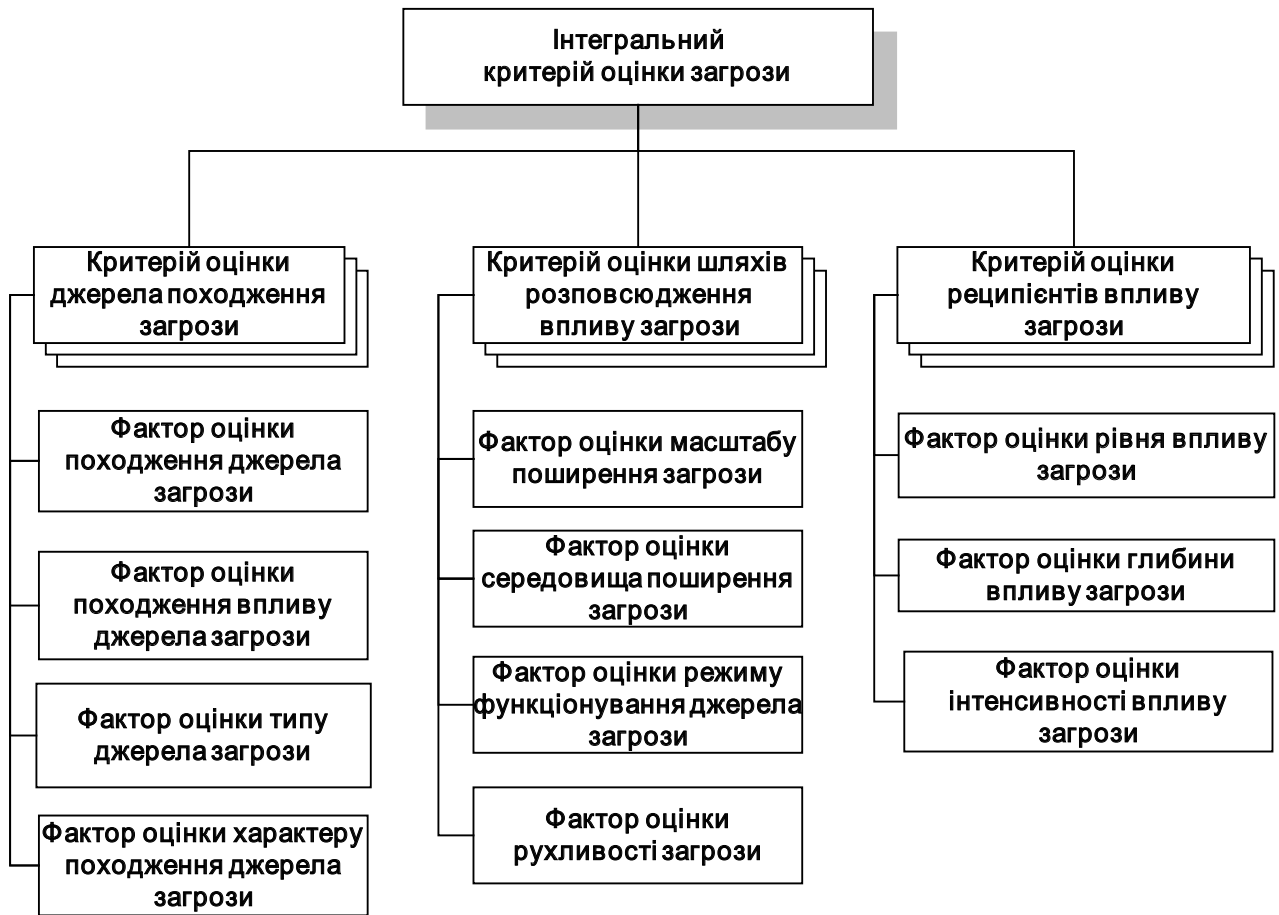 Інтегральний
критерій оцінки загрози
Критерій оцінки
джерела походження
загрози
Фактор оцінки
походження джерела
загрози
Фактор оцінки
походження впливу
джерела загрози
Фактор оцінки типу
джерела загрози
Фактор оцінки характеру
походження джерела
загрози
Критерій оцінки шляхів
розповсюдження
впливу загрози
Фактор оцінки масштабу
поширення загрози
Фактор оцінки
середовища поширення
загрози
Фактор оцінки режиму
функціонування джерела
загрози
Фактор оцінки
рухливості загрози
Критерій оцінки
реципієнтів впливу
загрози
Фактор оцінки рівня впливу
загрози
Фактор оцінки глибини
впливу загрози
Фактор оцінки
інтенсивності впливу
загрози